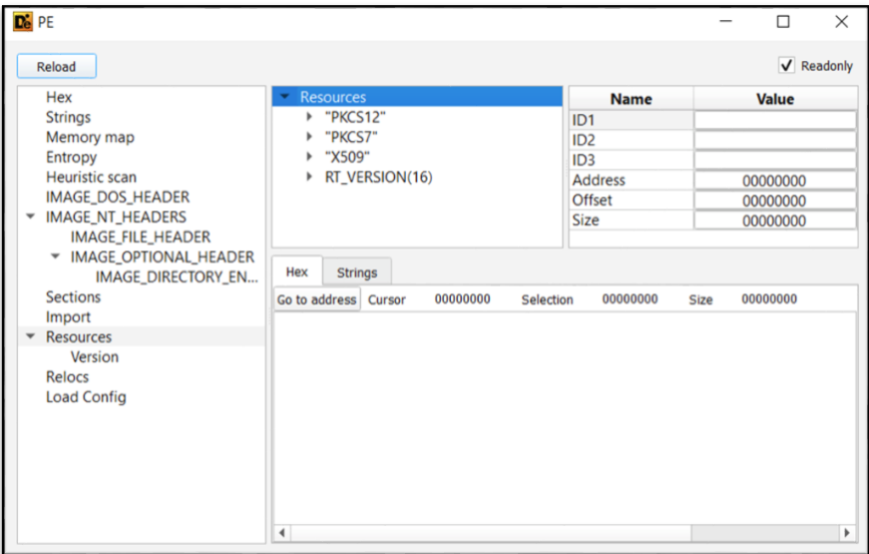 PE
Reload
Readonly
Hex
Strings
Memory map
Entropy
Heuristic scan
IMAGE_DOS_HEADER
IMAGE_NT_HEADERS
IMAGE_FILE_HEADER
IMAGE_OPTIONAL_HEADER
IMAGE_DIRECTORY_EN...
Sections
Import
Resources
Version
Relocs
Load Config
Resources
"PKCS12"
"PKCS7"
"X509"
RT_VERSION(16)
Name Value
ID1
ID2
ID3
Address 00000000
Offset 00000000
Size 00000000
Hex Strings
Go to address Cursor 00000000 Selection 00000000 Size 00000000